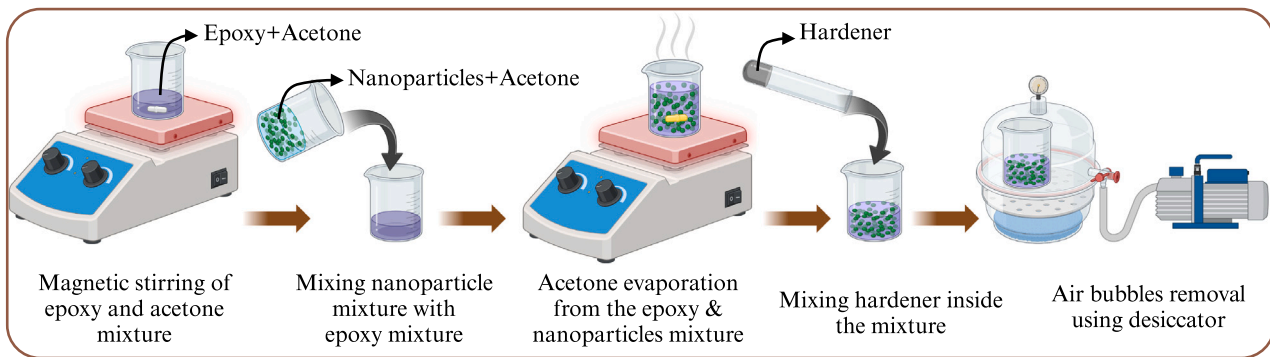 Epoxy+Acetone
Nanoparticles+Acetone
Hardener
Magnetic stirring of
epoxy and acetone
mixture
Mixing nanoparticle
mixture with
epoxy mixture
Acetone evaporation
from the epoxy &
nanoparticles mixture
Mixing hardener inside
the mixture
Air bubbles removal
using desiccator